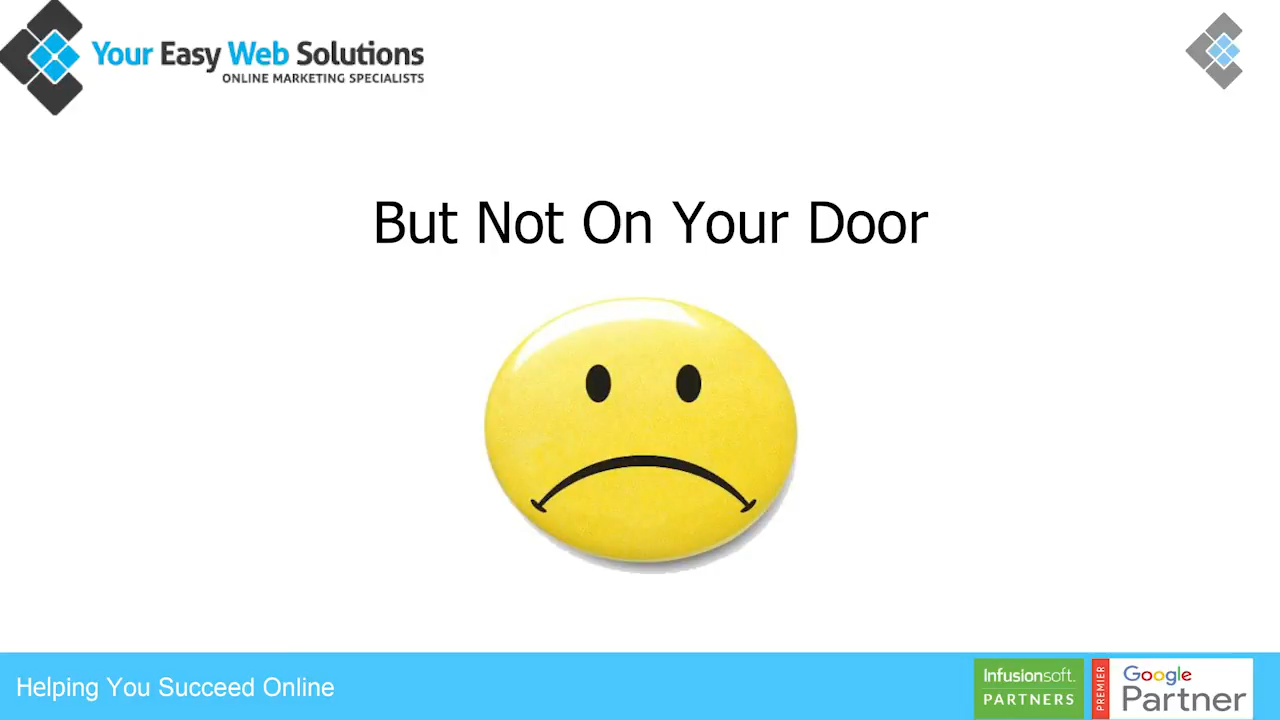 Your Easy Web Solutions
ONLINE MARKETING SPECIALISTS
But Not On Your Door
Helping You Succeed Online
Infusionsoft.
PARTNERS
PREMIER
Google
Partner